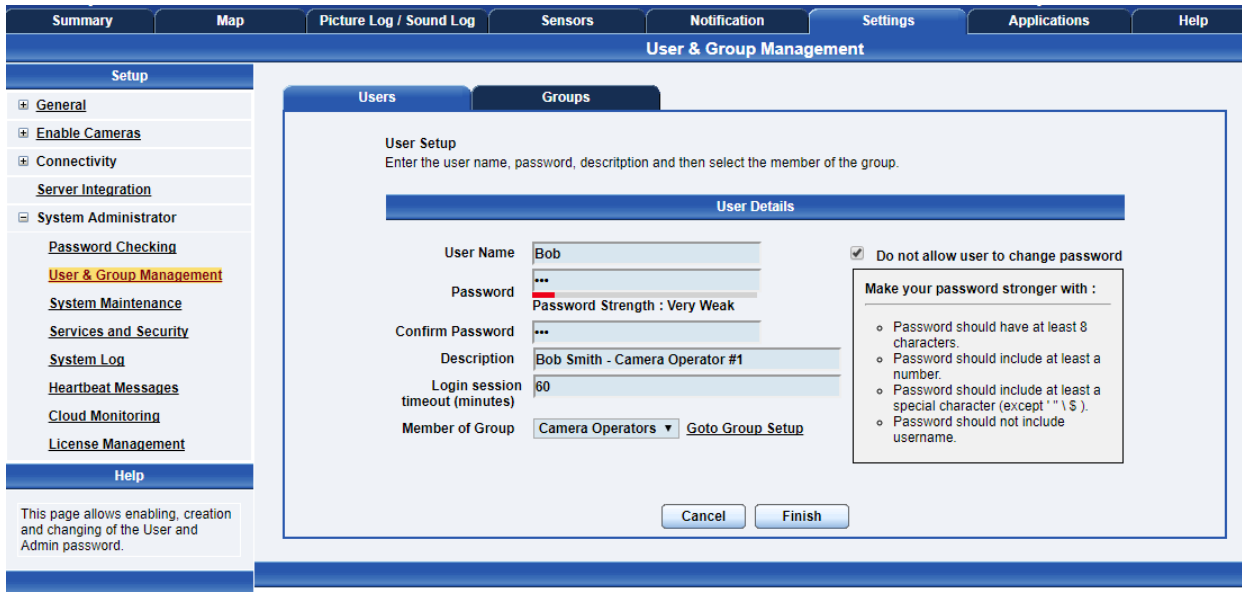 Summary Map Picture Log / Sound Log Sensors Notification Settings Applications Help
User & Group Management
Setup
General
Enable Cameras
Connectivity
Server Integration
System Administrator
Password Checking
User & Group Management
System Maintenance
Services and Security
System Log
Heartbeat Messages
Cloud Monitoring
License Management
Help
This page allows enabling, creation
and changing of the User and
Admin password.
Users Groups
User Setup
Enter the user name, password, descritption and then select the member of the group.
User Details
User Name Bob
Password •••
Password Strength : Very Weak
Confirm Password •••
Description Bob Smith - Camera Operator #1
Login session
timeout (minutes) 60
Member of Group Camera Operators ▼ Goto Group Setup
Do not allow user to change password
Make your password stronger with :
Password should have at least 8
characters.
Password should include at least a
number.
Password should include at least a
special character (except ' " \ $ ).
Password should not include
username.
Cancel Finish